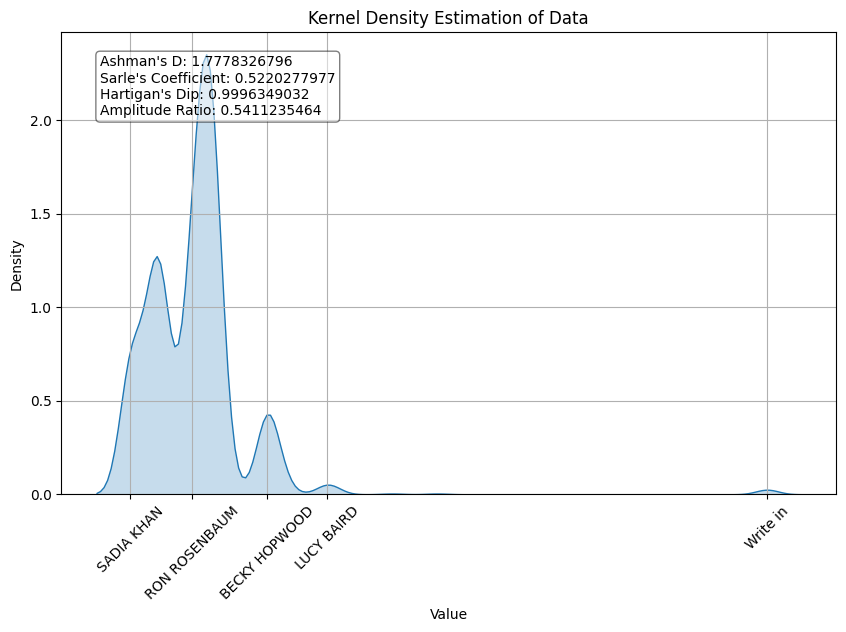 Kernel Density Estimation of Data
Ashman's D: 1.7778326796
Sarle's Coefficient: 0.5220277977
Hartigan's Dip: 0.9996349032
Amplitude Ratio: 0.5411235464
Density
2.0
1.5
1.0
0.5
0.0
SADIA KHAN
RON ROSENBAUM
BECKY HOPWOOD
LUCY BAIRD
Write in
Value